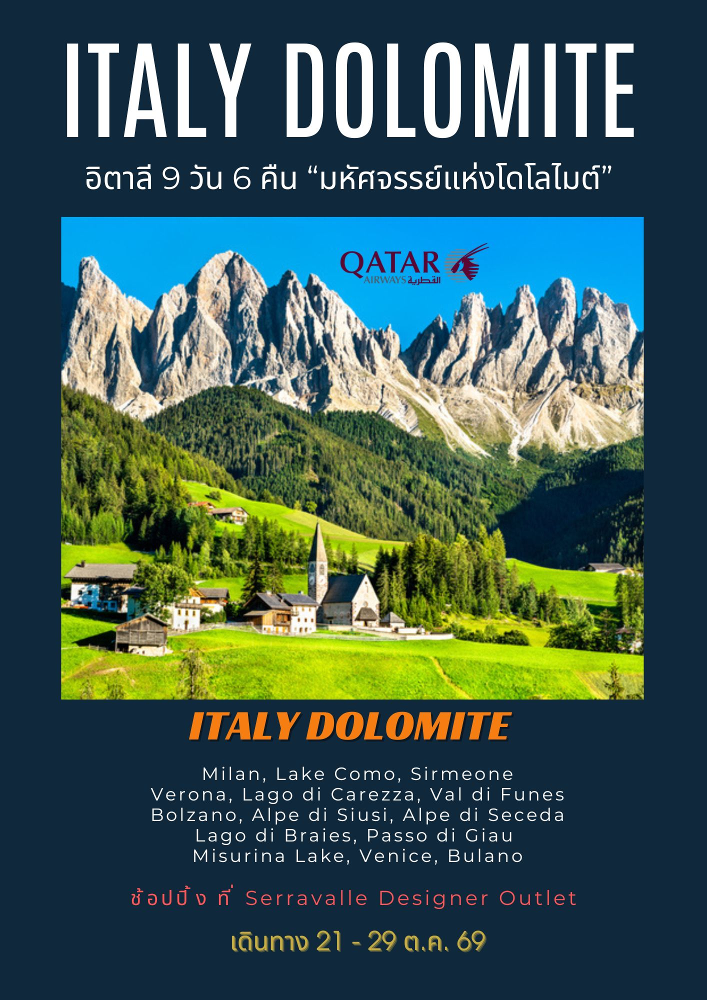 ITALY DOLOMITE
อิตาลี 9 วัน 6 คืน “มหัศจรรย์แห่งโดโลไมต์”
QATAR
AIRWAYS القطرية
ITALY DOLOMITE
Milan, Lake Como, Sirmeone
Verona, Lago di Carezza, Val di Funes
Bolzano, Alpe di Siusi, Alpe di Seceda
Lago di Braies, Passo di Giau
Misurina Lake, Venice, Bulano
ช้อปปิ้ง ที่ Serravalle Designer Outlet
เดินทาง 21 - 29 ต.ค. 69